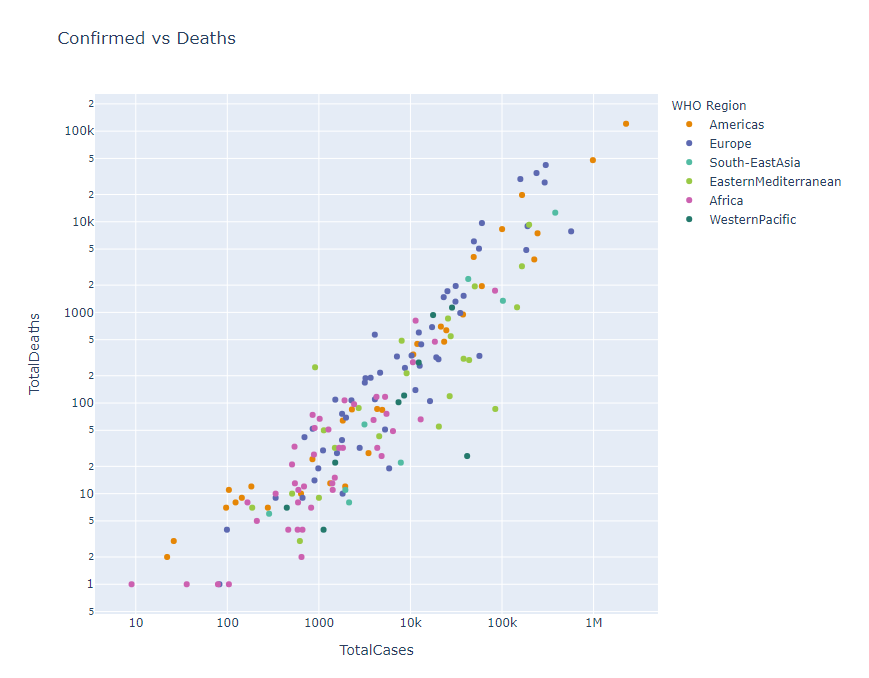 Confirmed vs Deaths
WHO Region
Americas
Europe
South-EastAsia
EasternMediterranean
Africa
WesternPacific
TotalDeaths
2
100k
5
2
10k
5
2
1000
5
2
100
5
2
10
5
2
1
5
10
100
1000
10k
100k
1M
TotalCases